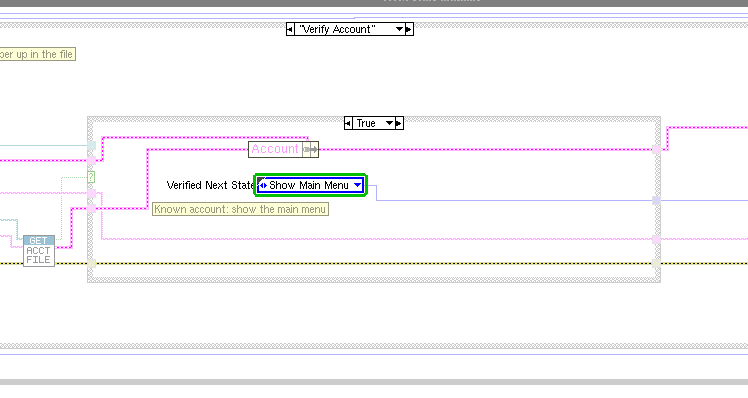 "Verify Account"
per up in the file
True
Account
?
Verified Next State
Show Main Menu
Known account: show the main menu
GET
ACCT
FILE